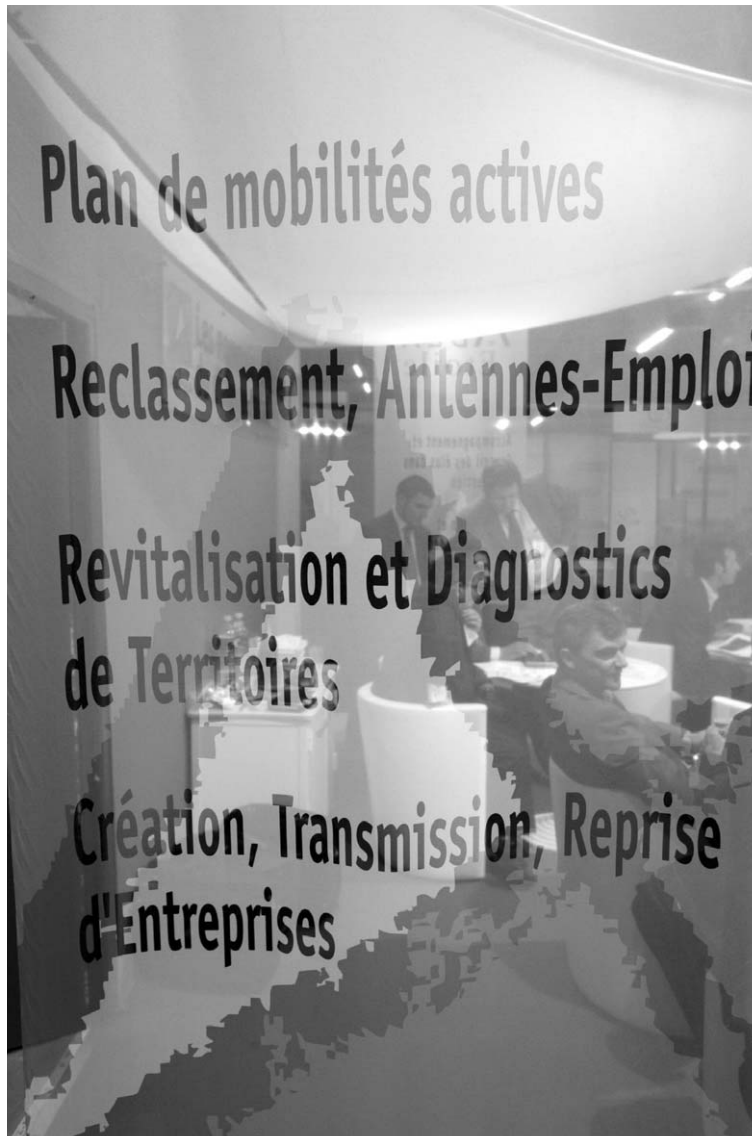 Plan de mobilités actives
Reclassement, Antennes-Emploi
Revitalisation et Diagnostics
de Territoires
Création, Transmission, Reprise
d'Entreprises